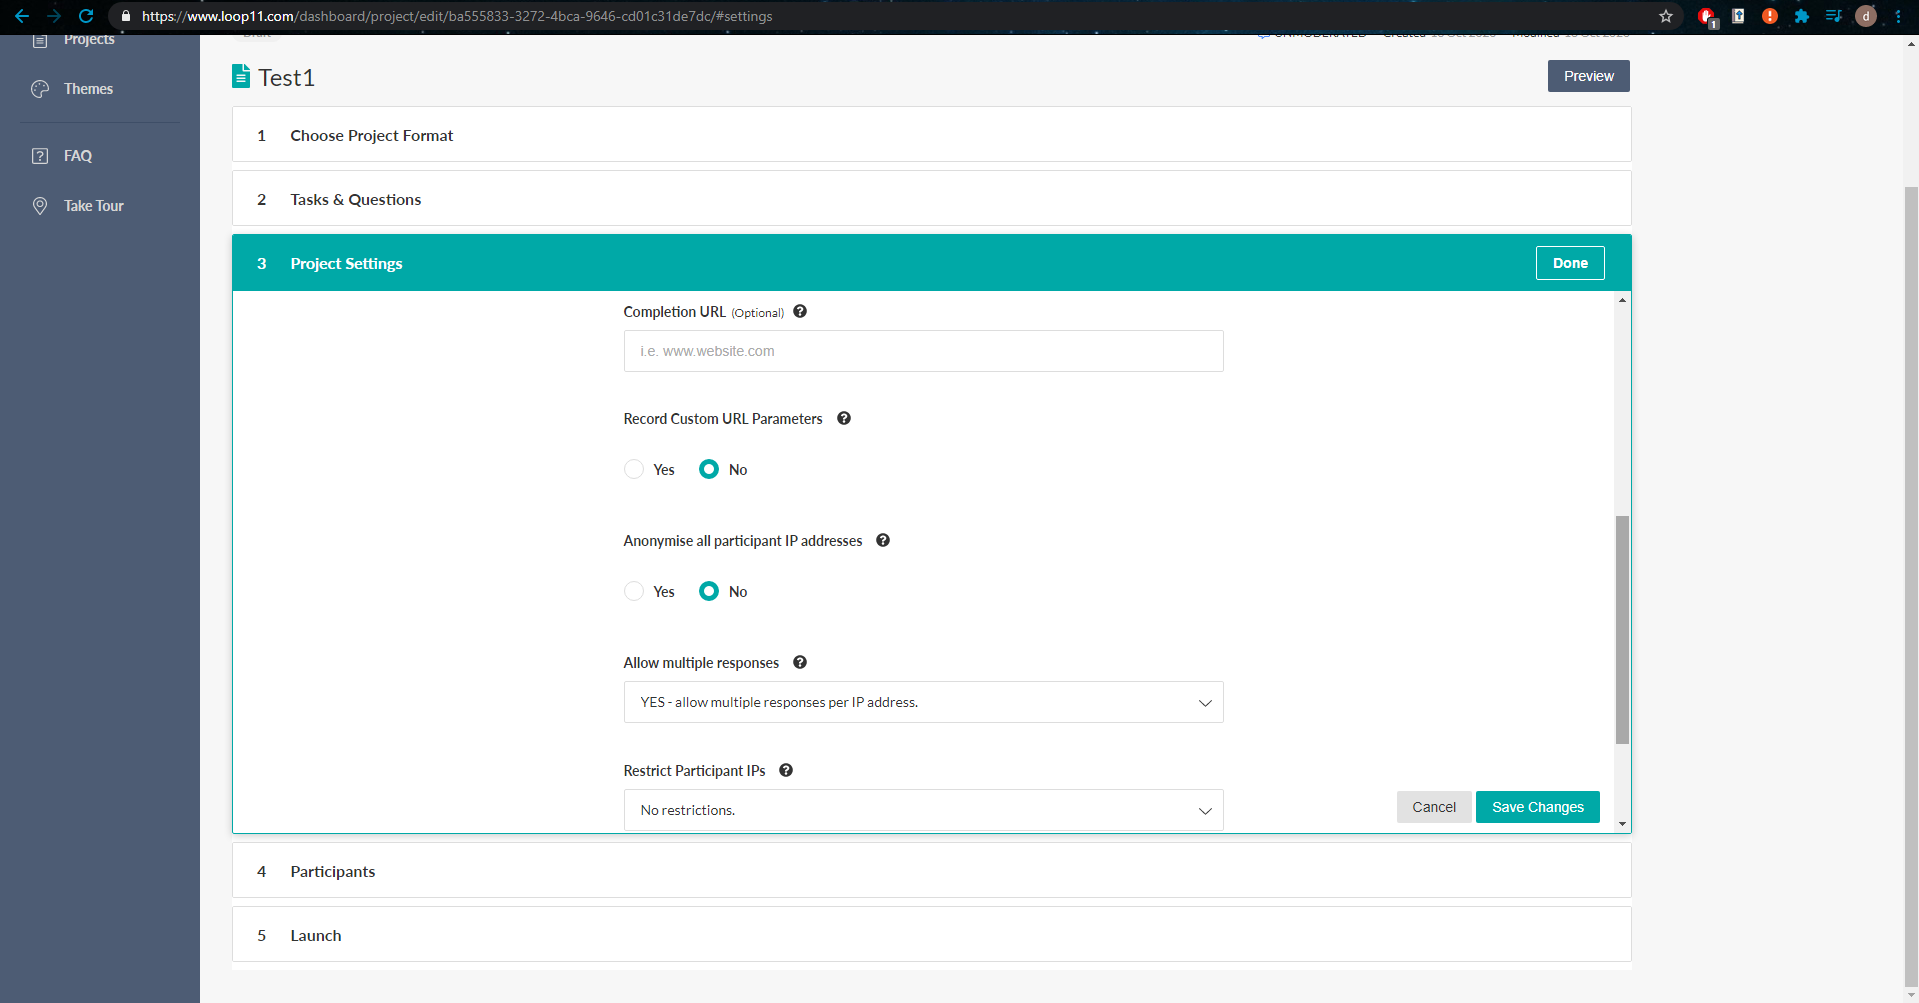 https://www.loop11.com/dashboard/project/edit/ba555833-3272-4bca-9646-cd01c31de7dc/#settings
1
d
Projects
Themes
FAQ
Take Tour
Test1
Preview
1 Choose Project Format
2 Tasks & Questions
3 Project Settings
Done
Completion URL (Optional)
i.e. www.website.com
Record Custom URL Parameters
Yes No
Anonymise all participant IP addresses
Yes No
Allow multiple responses
YES - allow multiple responses per IP address.
Restrict Participant IPs
No restrictions.
Cancel
Save Changes
4 Participants
5 Launch